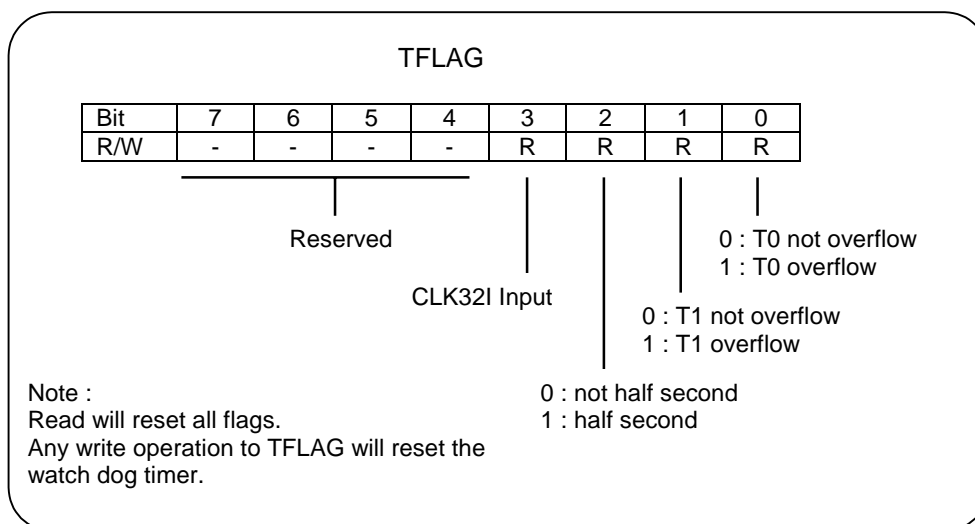 TFLAG
Bit 7 6 5 4 3 2 1 0
R/W - - - - R R R R
Reserved
0 : T0 not overflow
1 : T0 overflow
CLK32I Input
0 : T1 not overflow
1 : T1 overflow
0 : not half second
1 : half second
Note :
Read will reset all flags.
Any write operation to TFLAG will reset the
watch dog timer.